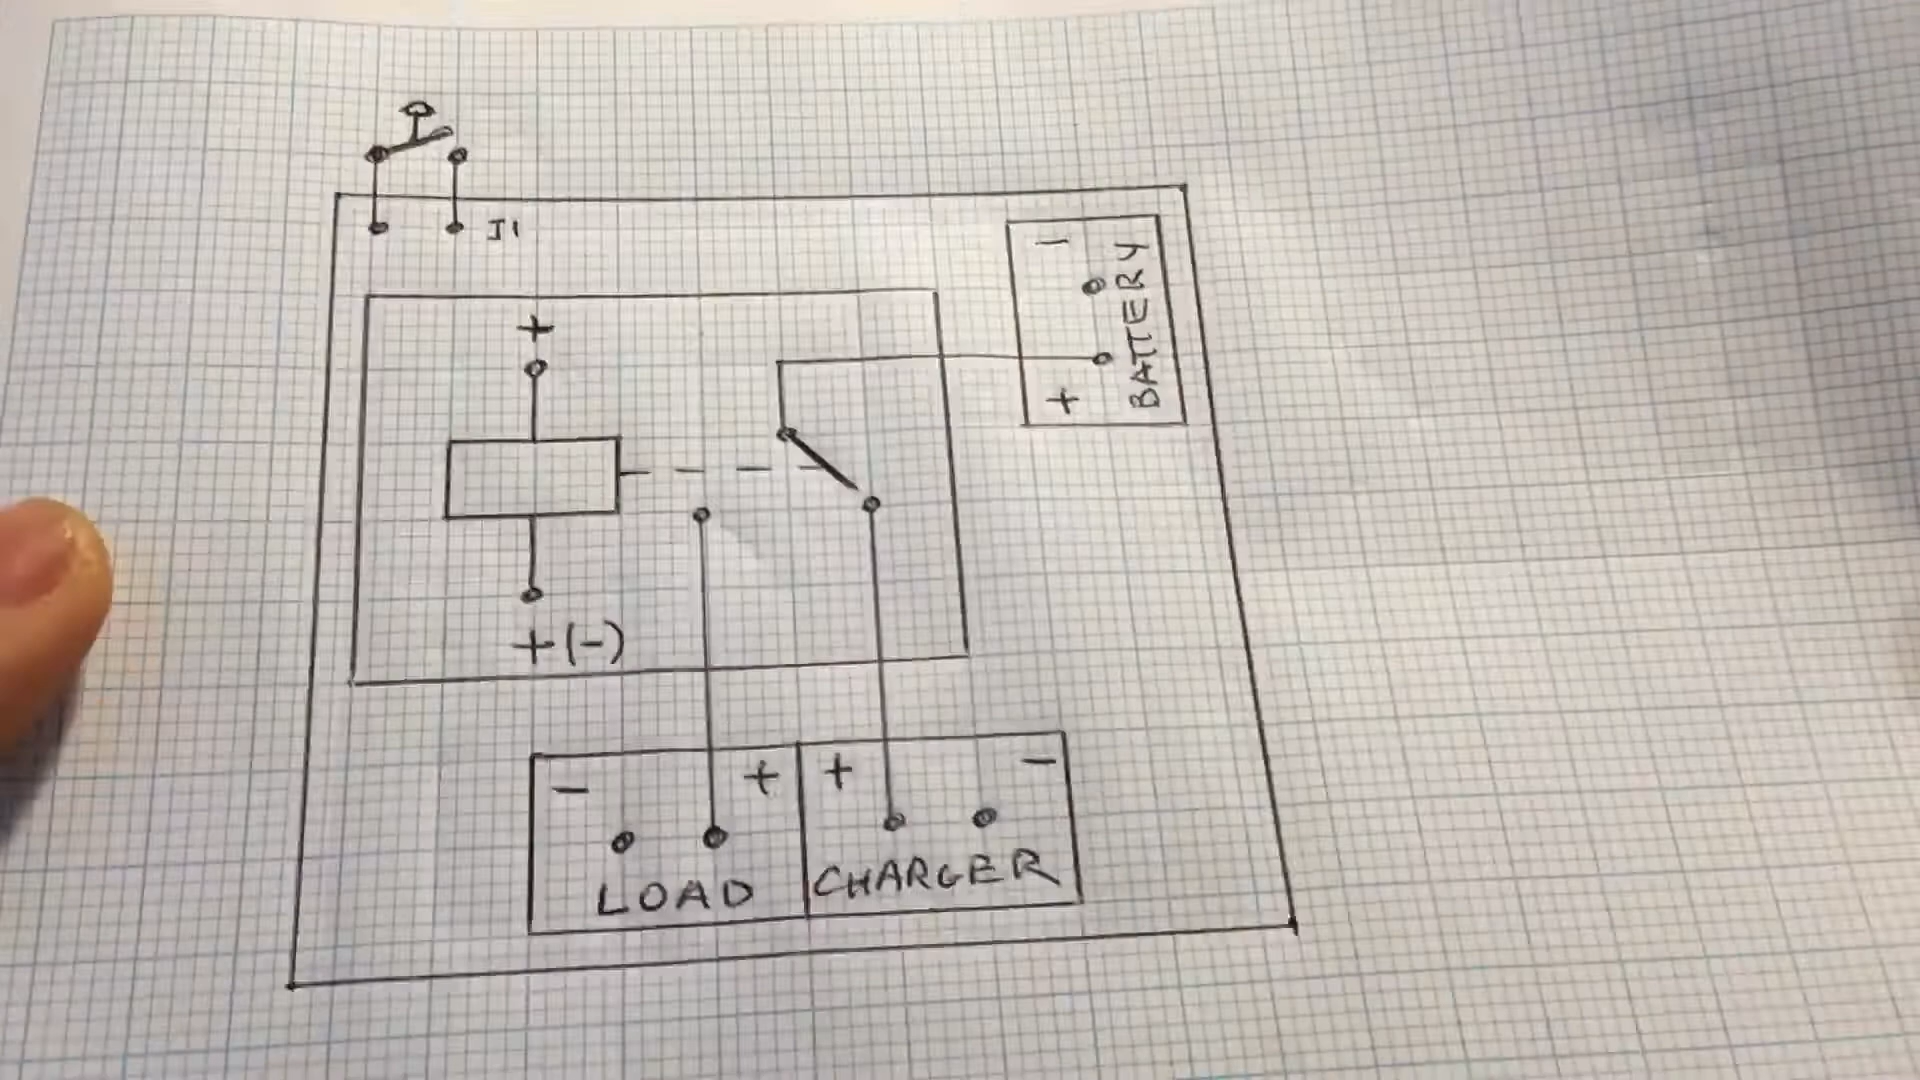 J1
+
− +
BATTERY
+(-)
- +
LOAD
+ -
CHARGER